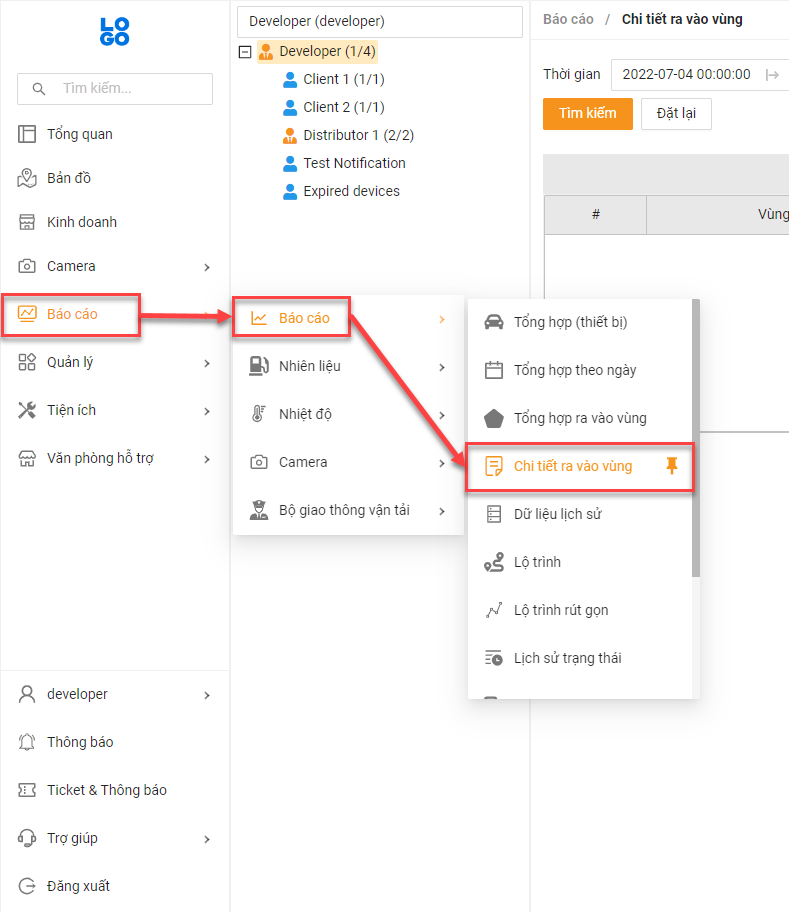 LO
GO
Tìm kiếm...
Tổng quan
Bản đồ
Kinh doanh
Camera
Báo cáo
Quản lý
Tiện ích
Văn phòng hỗ trợ
developer
Thông báo
Ticket & Thông báo
Trợ giúp
Đăng xuất
Developer (developer)
Developer (1/4)
Client 1 (1/1)
Client 2 (1/1)
Distributor 1 (2/2)
Test Notification
Expired devices
Báo cáo
Nhiên liệu
Nhiệt độ
Camera
Bộ giao thông vận tải
Tổng hợp (thiết bị)
Tổng hợp theo ngày
Tổng hợp ra vào vùng
Chi tiết ra vào vùng
Dữ liệu lịch sử
Lộ trình
Lộ trình rút gọn
Lịch sử trạng thái
Báo cáo / Chi tiết ra vào vùng
Thời gian 2022-07-04 00:00:00
Tìm kiếm Đặt lại
# Vùng